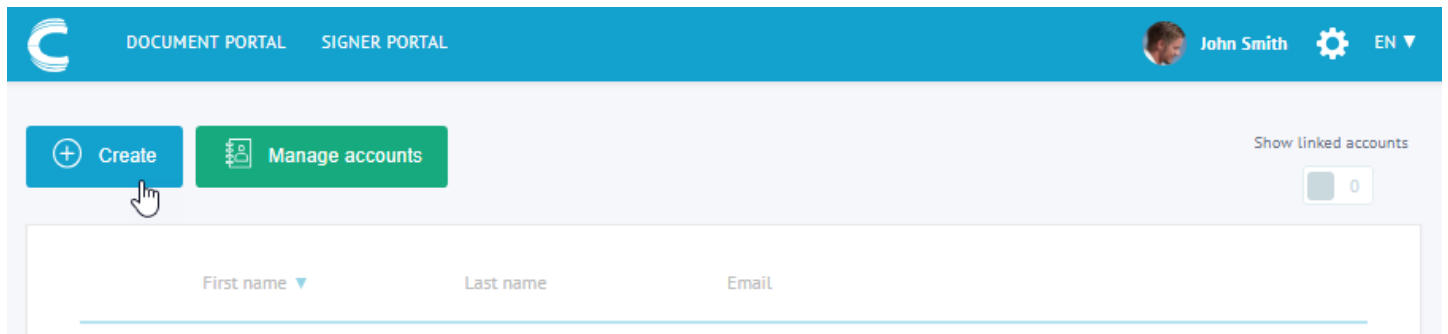 DOCUMENT PORTAL SIGNER PORTAL John Smith EN ▼
Create Manage accounts Show linked accounts
0
First name ▼ Last name Email